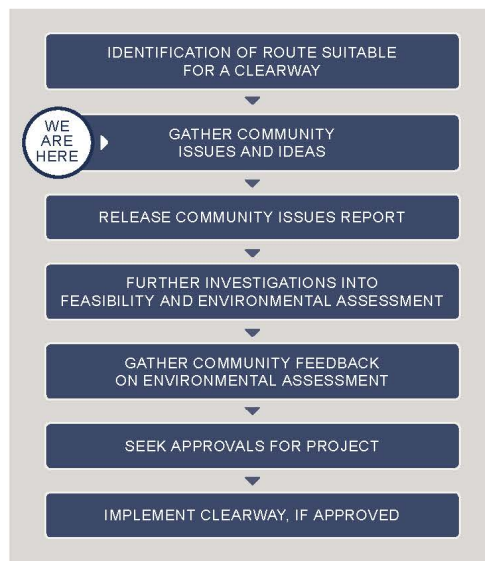 IDENTIFICATION OF ROUTE SUITABLE
FOR A CLEARWAY
WE
ARE
HERE
GATHER COMMUNITY
ISSUES AND IDEAS
RELEASE COMMUNITY ISSUES REPORT
FURTHER INVESTIGATIONS INTO
FEASIBILITY AND ENVIRONMENTAL ASSESSMENT
GATHER COMMUNITY FEEDBACK
ON ENVIRONMENTAL ASSESSMENT
SEEK APPROVALS FOR PROJECT
IMPLEMENT CLEARWAY, IF APPROVED